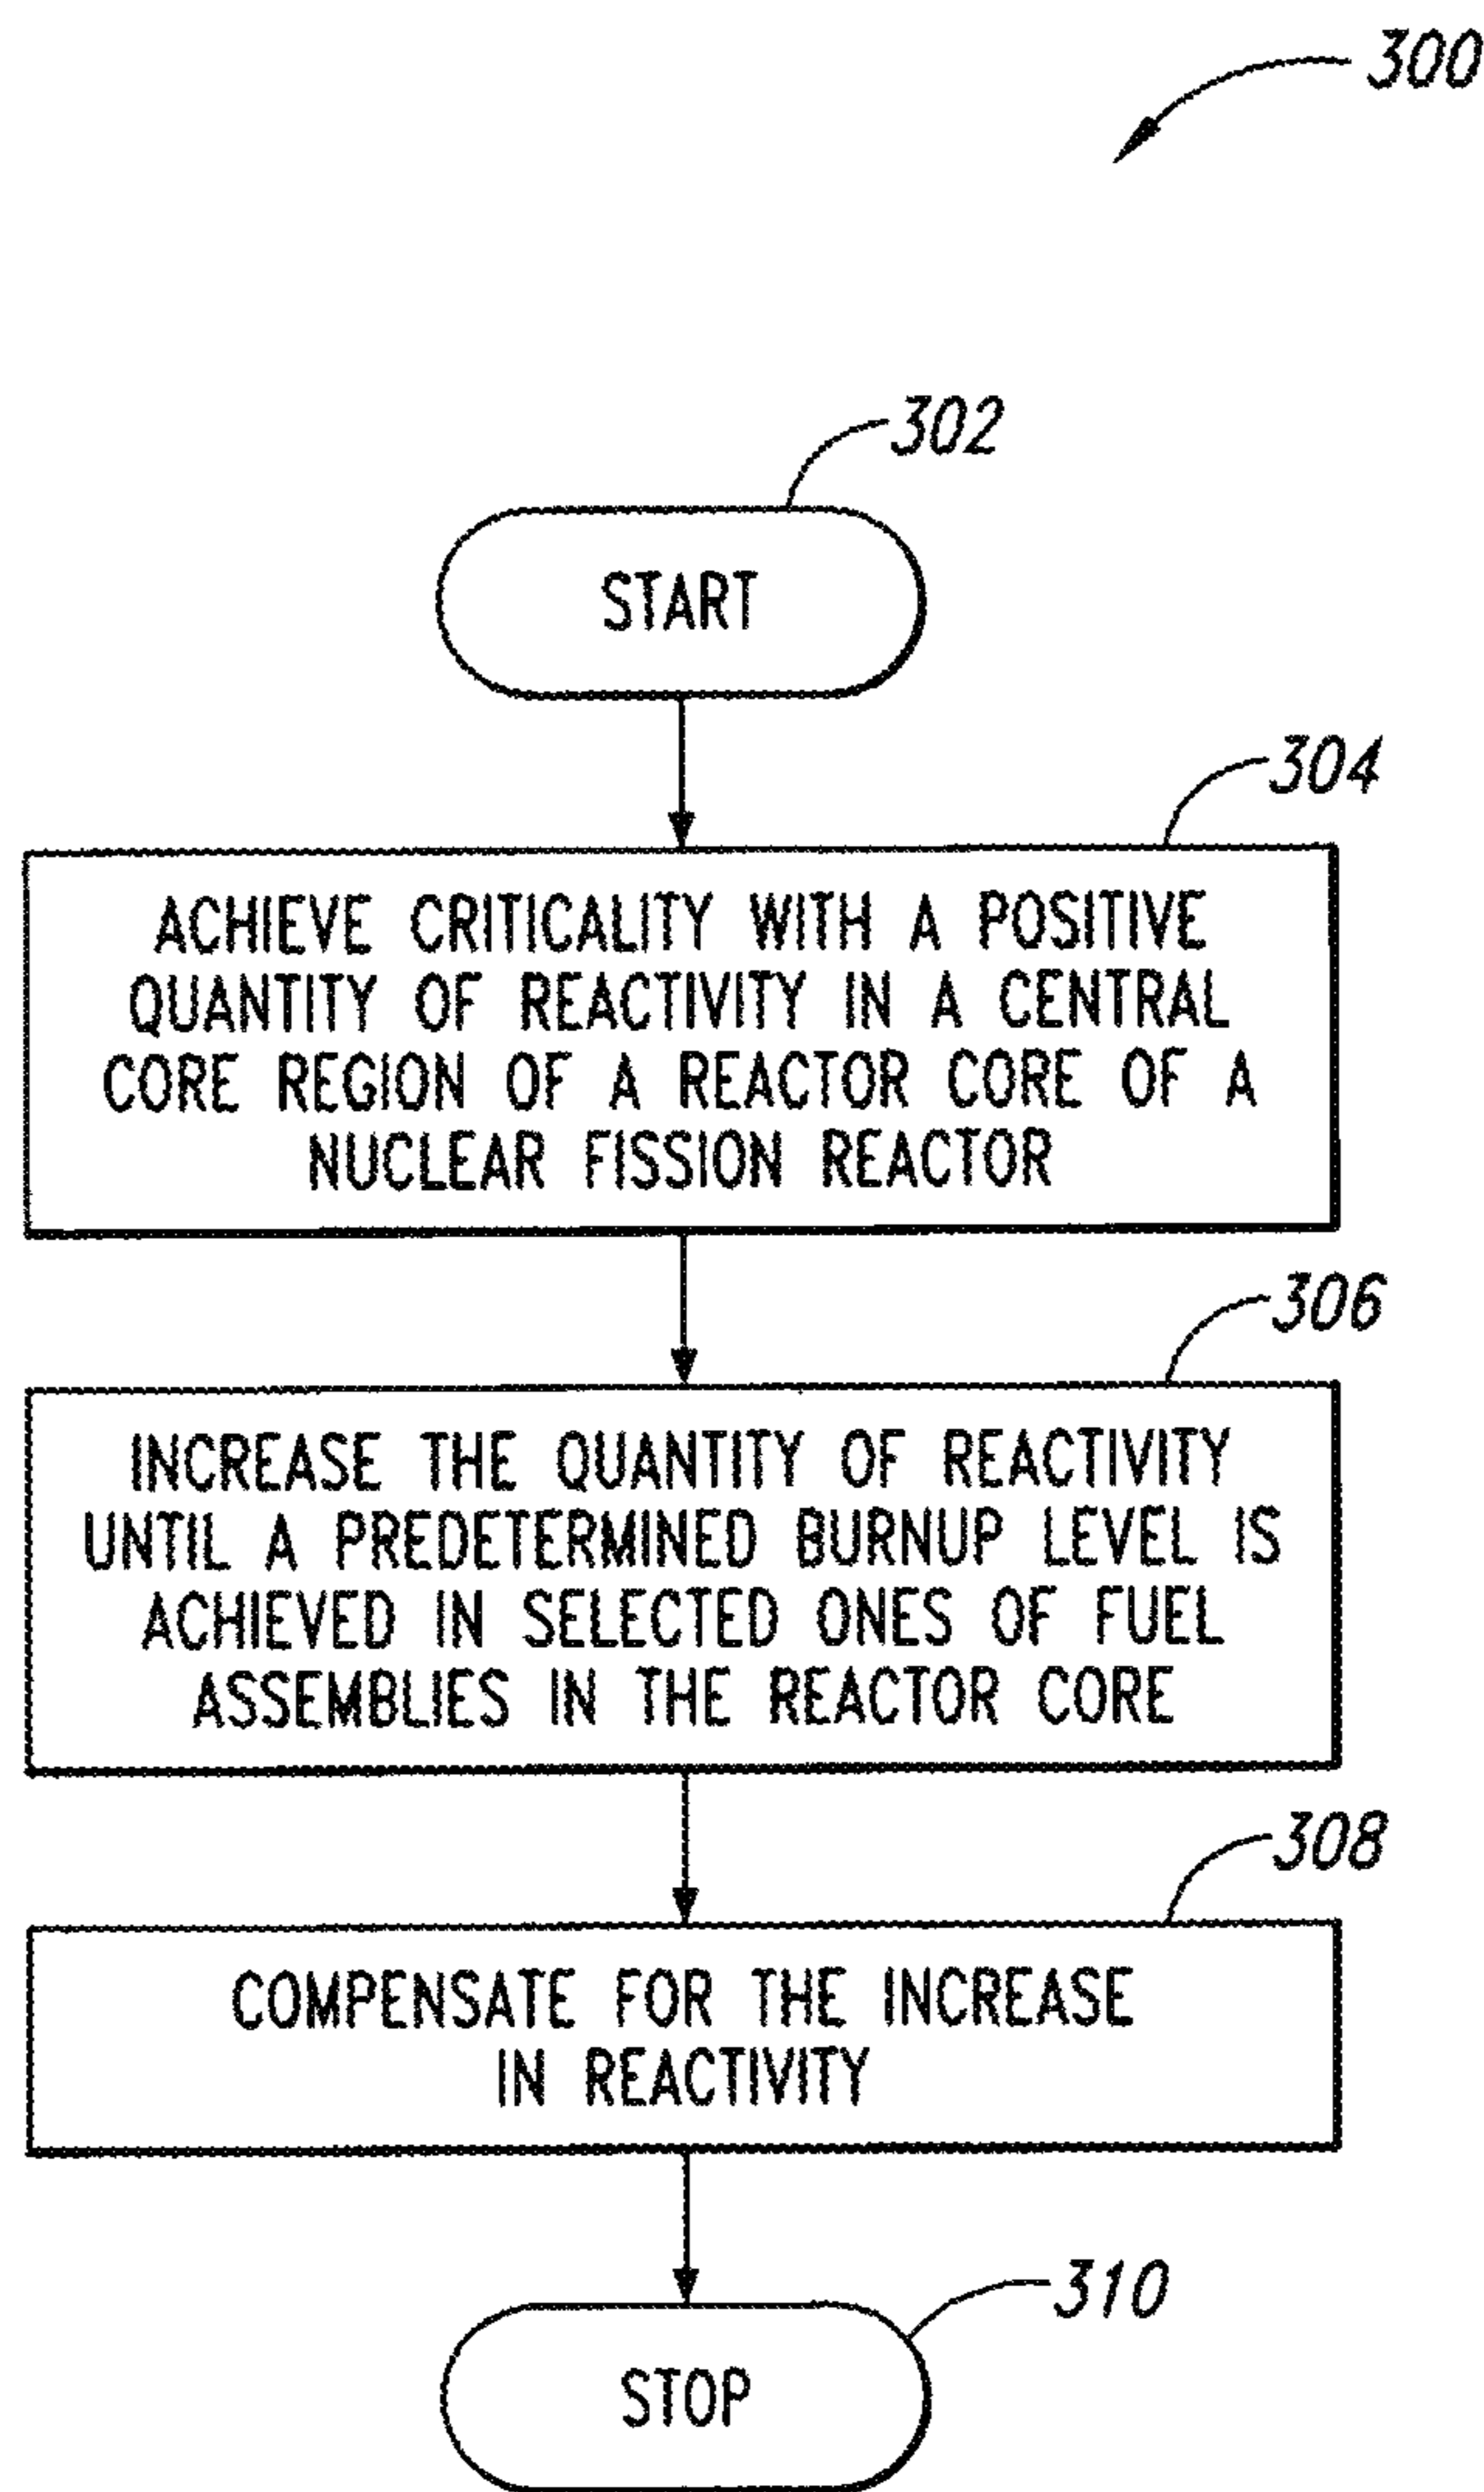 300
302
START
304
ACHIEVE CRITICALITY WITH A POSITIVE
QUANTITY OF REACTIVITY IN A CENTRAL
CORE REGION OF A REACTOR CORE OF A
NUCLEAR FISSION REACTOR
306
INCREASE THE QUANTITY OF REACTIVITY
UNTIL A PREDETERMINED BURNUP LEVEL IS
ACHIEVED IN SELECTED ONES OF FUEL
ASSEMBLIES IN THE REACTOR CORE
308
COMPENSATE FOR THE INCREASE
IN REACTIVITY
310
STOP